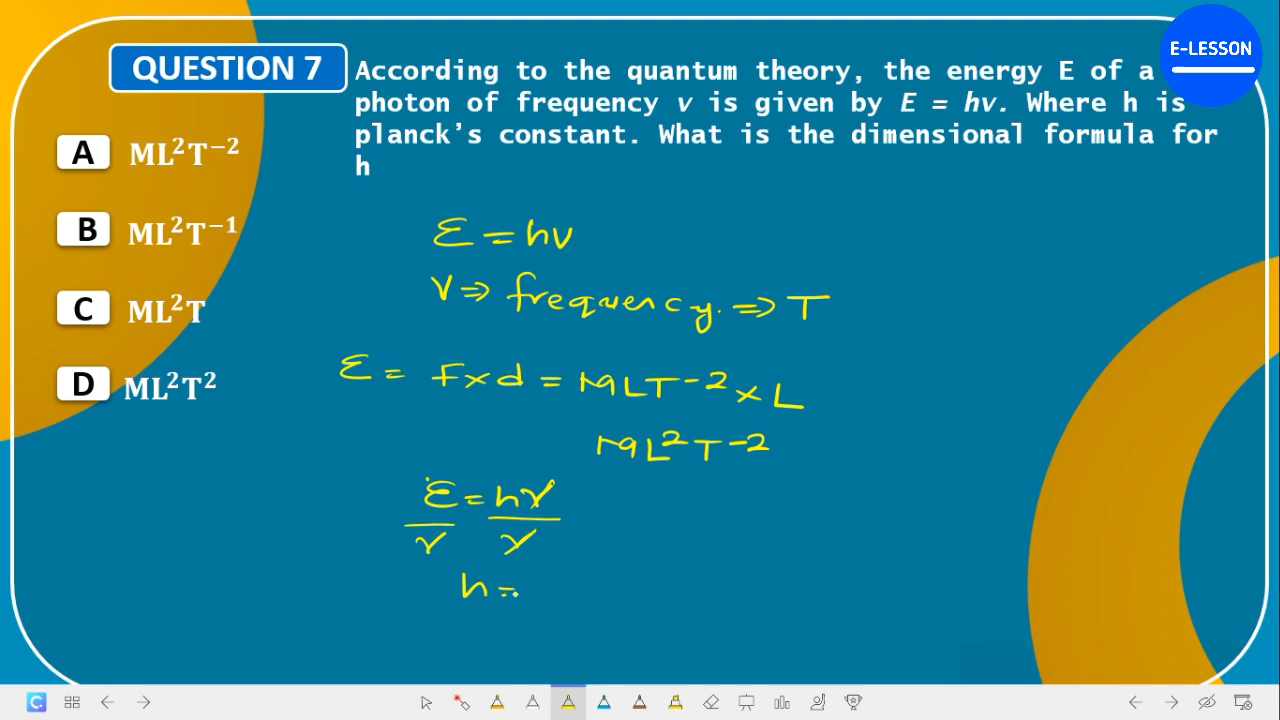 E-LESSON
QUESTION 7
According to the quantum theory, the energy E of a
photon of frequency v is given by E = hv. Where h is
planck's constant. What is the dimensional formula for
h
A ML²T⁻²
B ML²T⁻¹
C ML²T
D ML²T²
E = hv
v ⇒ frequency. ⇒ T
E = F x d = MLT-2 x L
ML²T-2
E = hv
v v
h =